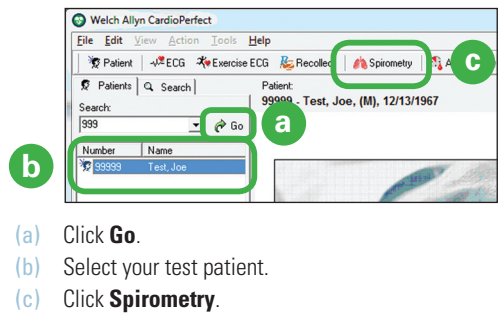 Welch Allyn CardioPerfect
File Edit View Action Tools Help
Patient ECG Exercise ECG Recollect Spirometry A
c
Patients Search
Patient:
99999 - Test, Joe, (M), 12/13/1967
Search:
999 Go
a
Number Name
99999 Test, Joe
b
(a) Click Go.
(b) Select your test patient.
(c) Click Spirometry.